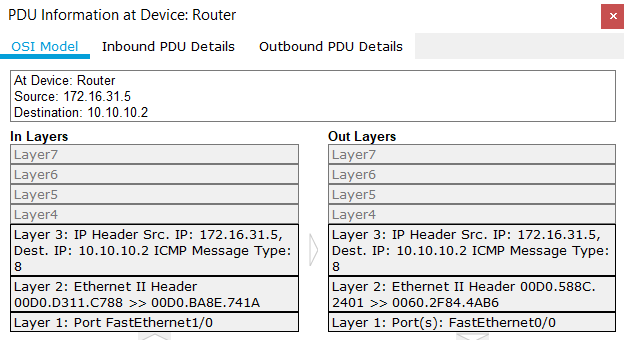 PDU Information at Device: Router
OSI Model Inbound PDU Details Outbound PDU Details
At Device: Router
Source: 172.16.31.5
Destination: 10.10.10.2
In Layers
Layer7
Layer6
Layer5
Layer4
Layer 3: IP Header Src. IP: 172.16.31.5,
Dest. IP: 10.10.10.2 ICMP Message Type:
8
Layer 2: Ethernet II Header
00D0.D311.C788 >> 00D0.BA8E.741A
Layer 1: Port FastEthernet1/0
Out Layers
Layer7
Layer6
Layer5
Layer4
Layer 3: IP Header Src. IP: 172.16.31.5,
Dest. IP: 10.10.10.2 ICMP Message Type:
8
Layer 2: Ethernet II Header 00D0.588C.
2401 >> 0060.2F84.4AB6
Layer 1: Port(s): FastEthernet0/0